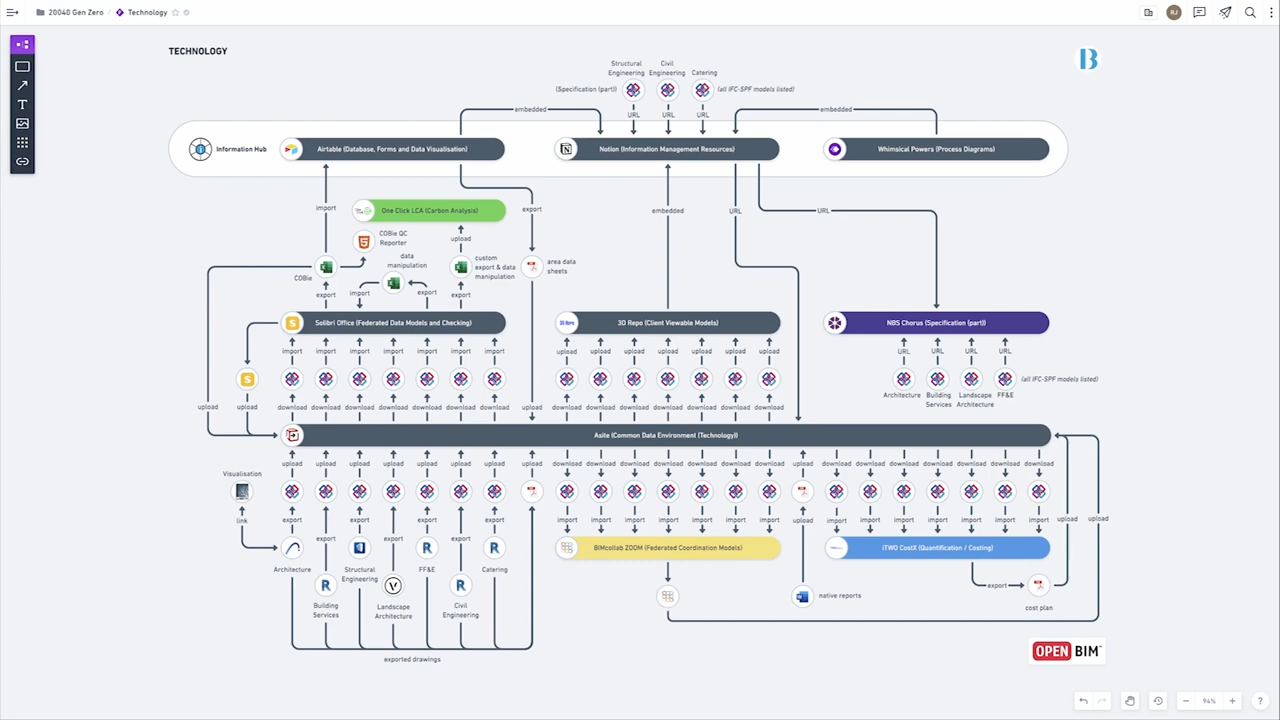 20040 Gen Zero / Technology
RJ
TECHNOLOGY
B
Structural
Engineering
Civil
Engineering
Catering
(Specification (part))
(all IFC-SPF models listed)
embedded
URL
URL
URL
embedded
Information Hub
Airtable (Database, Forms and Data Visualisation)
Notion (Information Management Resources)
Whimsical Powers (Process Diagrams)
import
One Click LCA (Carbon Analysis)
export
embedded
URL
URL
COBie QC
Reporter
upload
COBie
data
manipulation
custom
export & data
manipulation
area data
sheets
export
import
export
export
S
Solibri Office (Federated Data Models and Checking)
3D Repo
3D Repo (Client Viewable Models)
NBS Chorus (Specification (part))
import import import import import import import
upload upload upload upload upload upload upload
URL URL URL URL
S
(all IFC-SPF models listed)
Architecture
Building
Services
Landscape
Architecture
FF&E
upload
upload
download download download download download download download
upload
download download download download download download download
Asite (Common Data Environment (Technology))
Visualisation
upload upload upload upload upload upload upload upload
download download download download download download download
upload
download download download download download download download
link
export export export export export export export
import import import import import import import
upload
import import import import import import import
upload
upload
BIMcollab ZOOM (Federated Coordination Models)
iTWO CostX (Quantification / Costing)
Architecture
Structural
Engineering
R
FF&E
R
Catering
R
Building
Services
V
Landscape
Architecture
R
Civil
Engineering
native reports
export
cost plan
exported drawings
OPEN BIM
94%
?